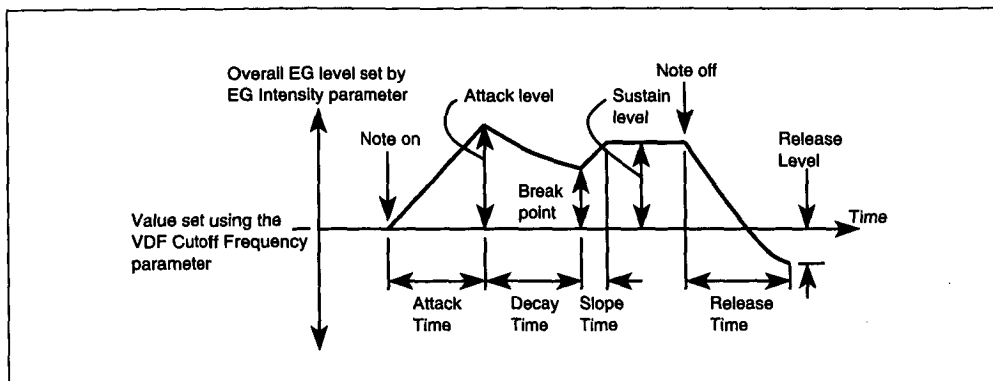 Overall EG level set by
EG Intensity parameter
Note on
Attack level
Sustain
level
Note off
Release
Level
Break
point
Value set using the
VDF Cutoff Frequency
parameter
Time
Attack
Time
Decay
Time
Slope
Time
Release
Time